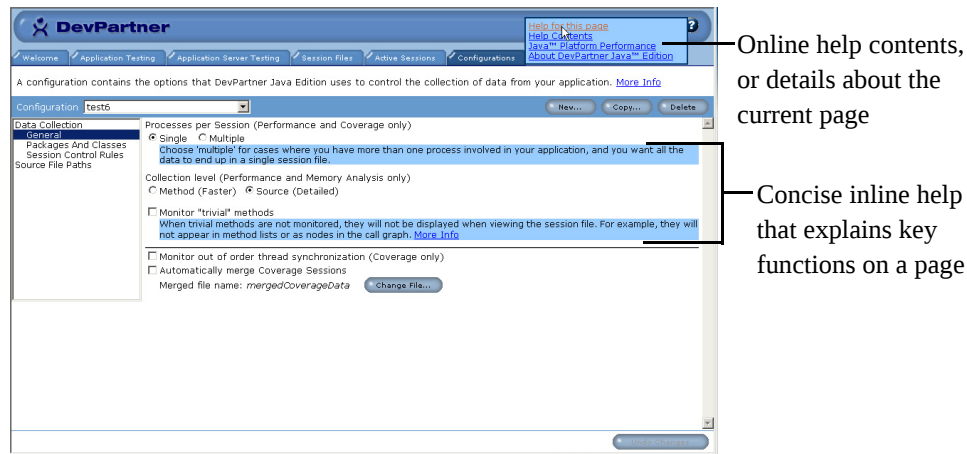 DevPartner
Help for this page
Help Contents
Java™ Platform Performance
About DevPartner Java™ Edition
?
Welcome
Application Testing
Application Server Testing
Session Files
Active Sessions
Configurations
A configuration contains the options that DevPartner Java Edition uses to control the collection of data from your application. More Info
Configuration test6
New...
Copy...
Delete
Data Collection
General
Packages And Classes
Session Control Rules
Source File Paths
Processes per Session (Performance and Coverage only)
Single Multiple
Choose 'multiple' for cases where you have more than one process involved in your application, and you want all the
data to end up in a single session file.
Collection level (Performance and Memory Analysis only)
Method (Faster) Source (Detailed)
Monitor "trivial" methods
When trivial methods are not monitored, they will not be displayed when viewing the session file. For example, they will
not appear in method lists or as nodes in the call graph. More Info
Monitor out of order thread synchronization (Coverage only)
Automatically merge Coverage Sessions
Merged file name: mergedCoverageData Change File...
Undo Changes
Online help contents,
or details about the
current page
Concise inline help
that explains key
functions on a page